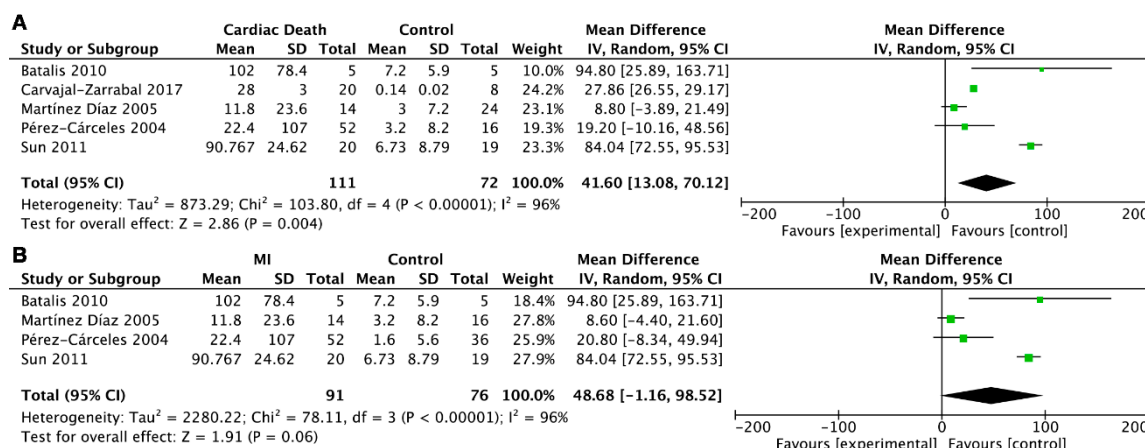 A
Cardiac Death Control Mean Difference Mean Difference
Study or Subgroup Mean SD Total Mean SD Total Weight IV, Random, 95% CI IV, Random, 95% CI
Batalis 2010 102 78.4 5 7.2 5.9 5 10.0% 94.80 [25.89, 163.71]
Carvajal-Zarrabal 2017 28 3 20 0.14 0.02 8 24.2% 27.86 [26.55, 29.17]
Martínez Díaz 2005 11.8 23.6 14 3 7.2 24 23.1% 8.80 [-3.89, 21.49]
Pérez-Cárceles 2004 22.4 107 52 3.2 8.2 16 19.3% 19.20 [-10.16, 48.56]
Sun 2011 90.767 24.62 20 6.73 8.79 19 23.3% 84.04 [72.55, 95.53]
Total (95% CI) 111 72 100.0% 41.60 [13.08, 70.12]
Heterogeneity: Tau² = 873.29; Chi² = 103.80, df = 4 (P < 0.00001); I² = 96%
Test for overall effect: Z = 2.86 (P = 0.004)
-200 -100 0 100 200
Favours [experimental] Favours [control]
B
MI Control Mean Difference Mean Difference
Study or Subgroup Mean SD Total Mean SD Total Weight IV, Random, 95% CI IV, Random, 95% CI
Batalis 2010 102 78.4 5 7.2 5.9 5 18.4% 94.80 [25.89, 163.71]
Martínez Díaz 2005 11.8 23.6 14 3.2 8.2 16 27.8% 8.60 [-4.40, 21.60]
Pérez-Cárceles 2004 22.4 107 52 1.6 5.6 36 25.9% 20.80 [-8.34, 49.94]
Sun 2011 90.767 24.62 20 6.73 8.79 19 27.9% 84.04 [72.55, 95.53]
Total (95% CI) 91 76 100.0% 48.68 [-1.16, 98.52]
Heterogeneity: Tau² = 2280.22; Chi² = 78.11, df = 3 (P < 0.00001); I² = 96%
Test for overall effect: Z = 1.91 (P = 0.06)
-200 -100 0 100 200
Favours [experimental] Favours [control]